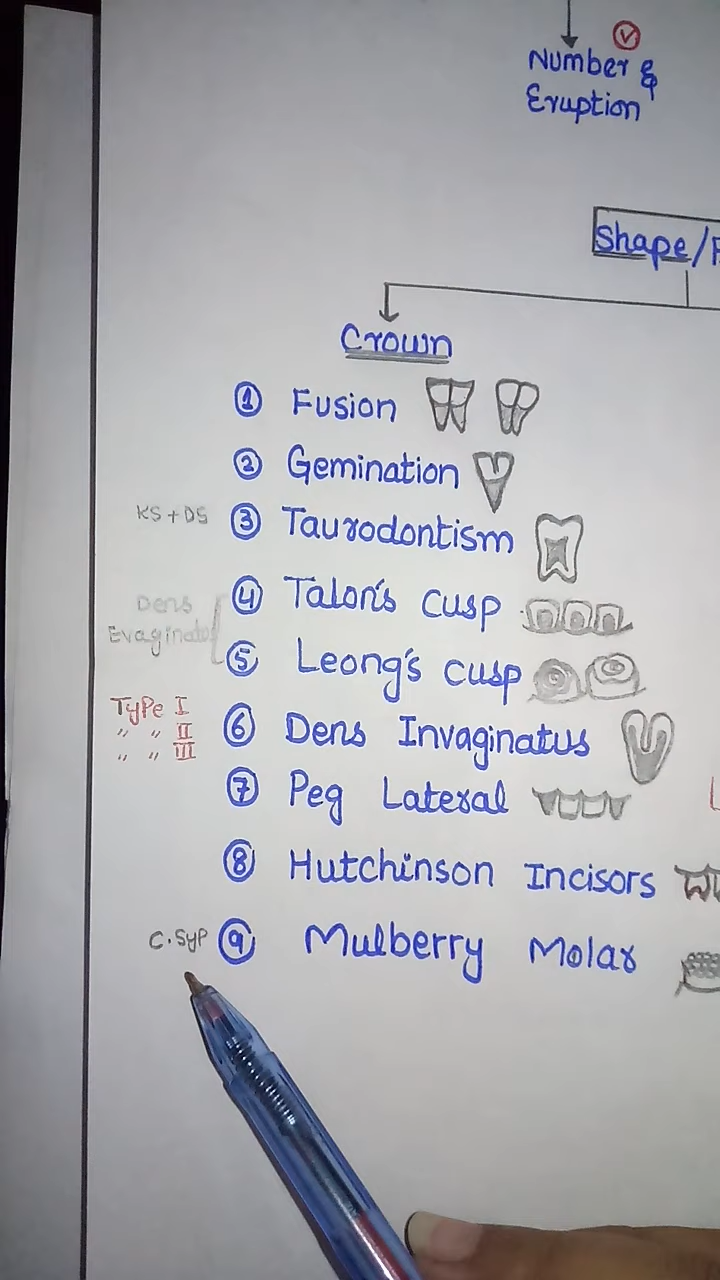 Number &
Eruption
Shape/
Crown
① Fusion
② Gemination
KS + DS ③ Taurodontism
④ Talon's cusp
Dens
Evaginatus
⑤ Leong's cusp
Type I
" " II
" " III
⑥ Dens Invaginatus
⑦ Peg Lateral
⑧ Hutchinson Incisors
C. Syp ⑨ Mulberry Molar